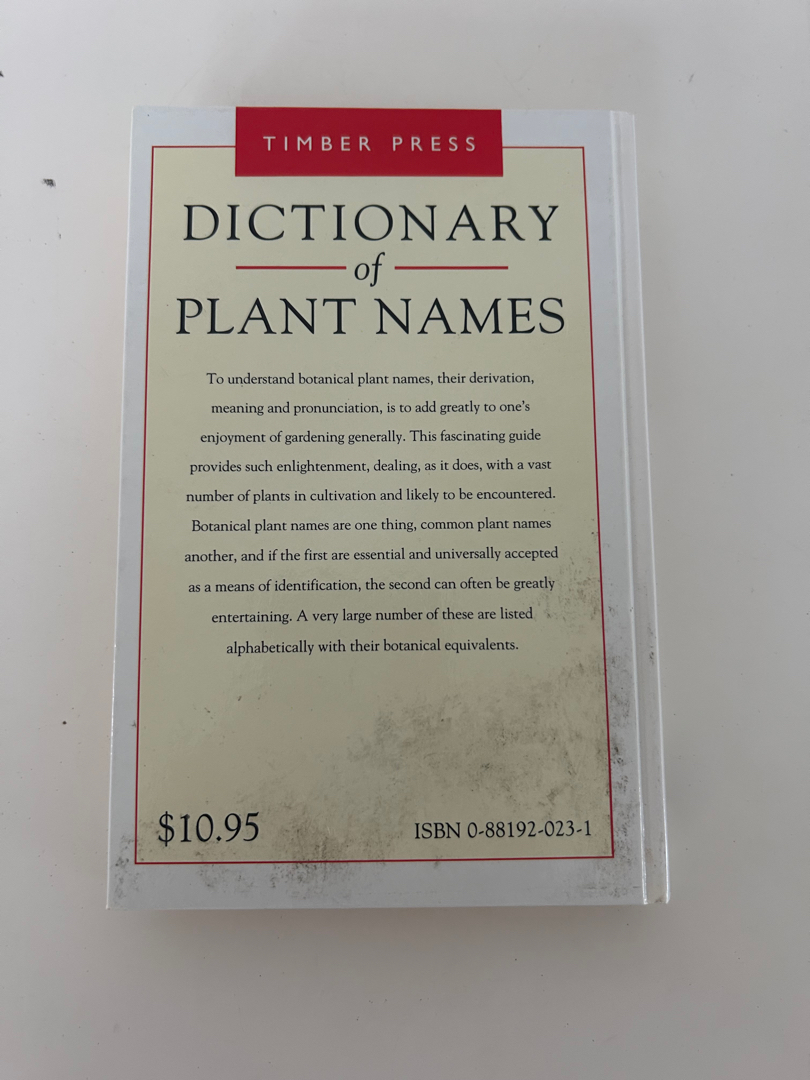 TIMBER PRESS
DICTIONARY
of
PLANT NAMES
To understand botanical plant names, their derivation,
meaning and pronunciation, is to add greatly to one's
enjoyment of gardening generally. This fascinating guide
provides such enlightenment, dealing, as it does, with a vast
number of plants in cultivation and likely to be encountered.
Botanical plant names are one thing, common plant names
another, and if the first are essential and universally accepted
as a means of identification, the second can often be greatly
entertaining. A very large number of these are listed
alphabetically with their botanical equivalents.
$10.95
ISBN 0-88192-023-1